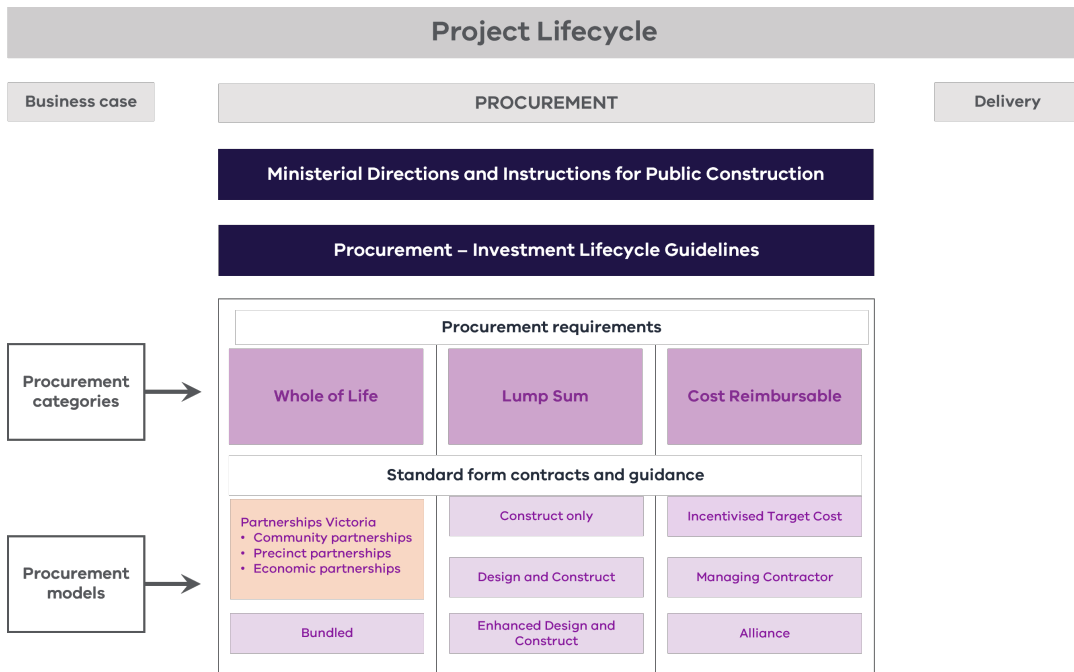 Project Lifecycle
Business case
PROCUREMENT
Delivery
Ministerial Directions and Instructions for Public Construction
Procurement – Investment Lifecycle Guidelines
Procurement requirements
Procurement
categories
Whole of Life
Lump Sum
Cost Reimbursable
Standard form contracts and guidance
Procurement
models
Partnerships Victoria
• Community partnerships
• Precinct partnerships
• Economic partnerships
Construct only
Incentivised Target Cost
Design and Construct
Managing Contractor
Bundled
Enhanced Design and
Construct
Alliance